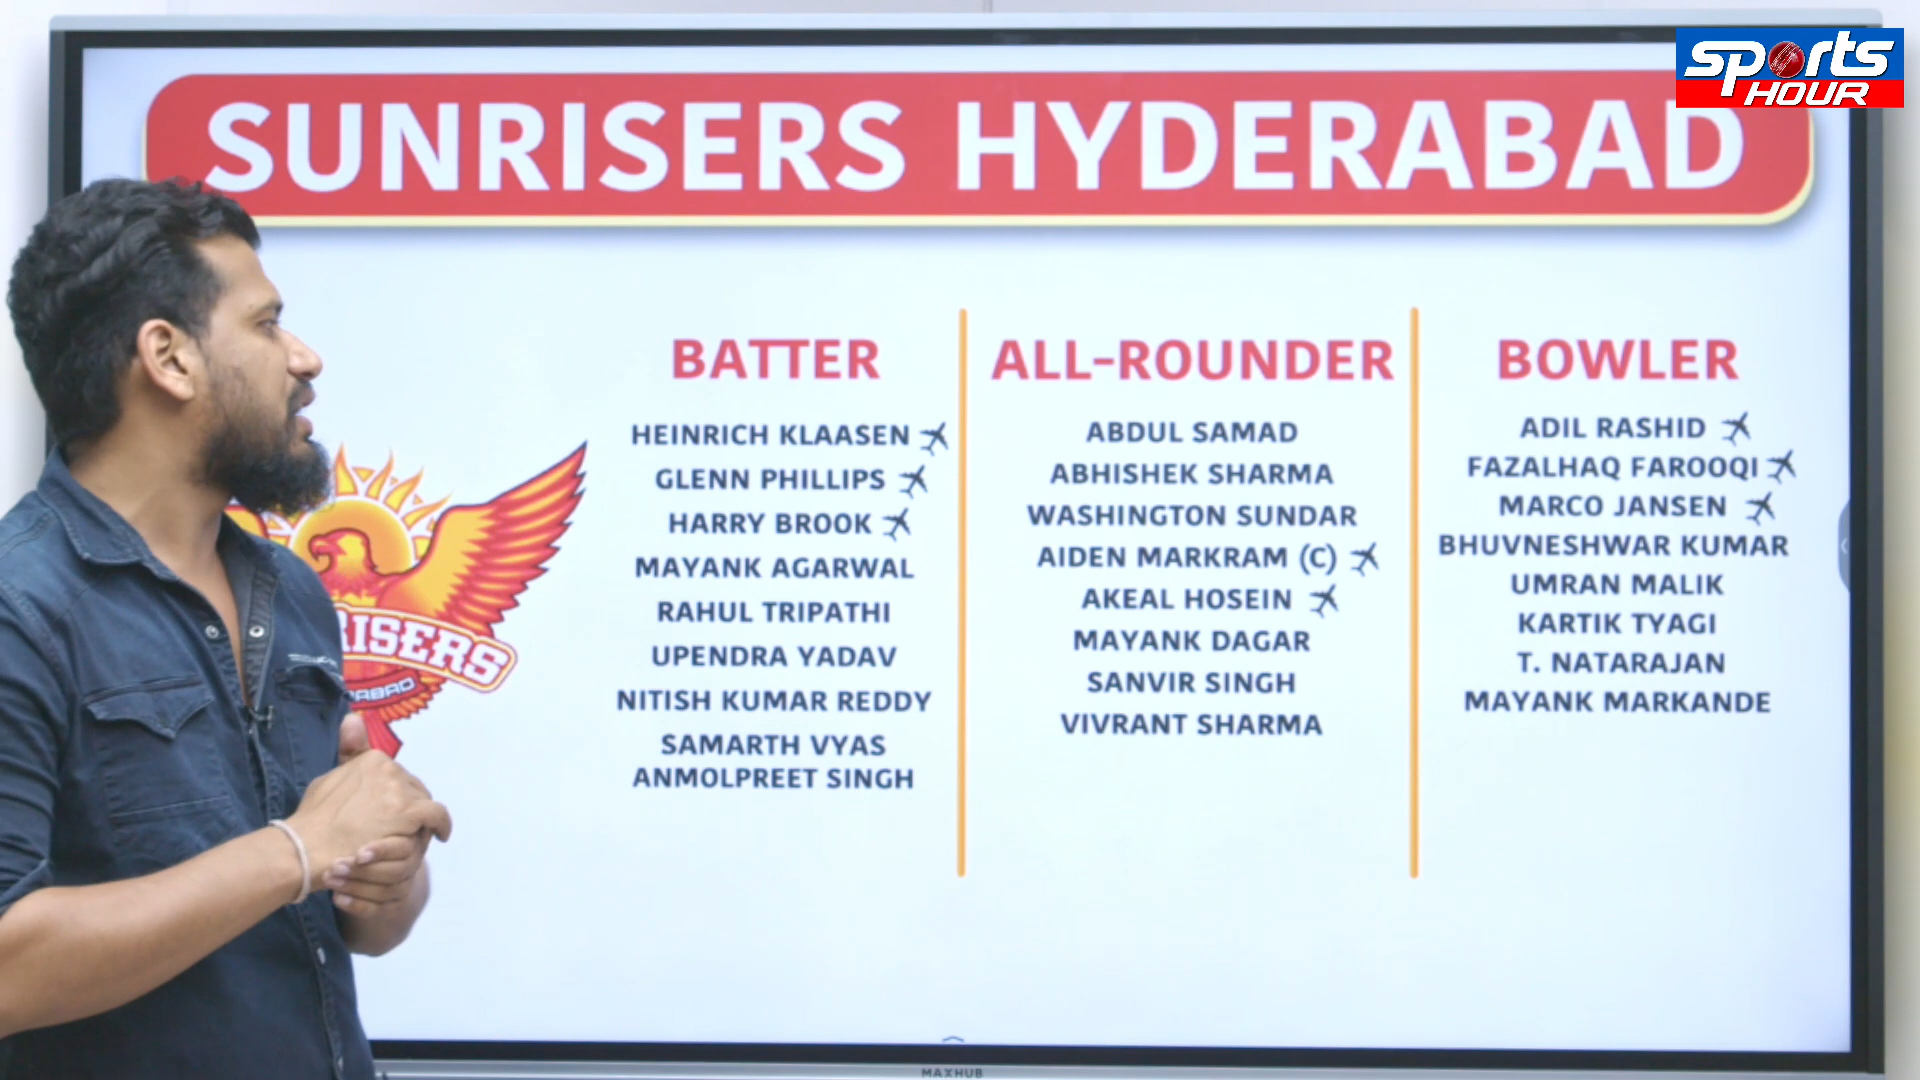 SPORTS
HOUR
SUNRISERS HYDERABAD
BATTER
HEINRICH KLAASEN
GLENN PHILLIPS
HARRY BROOK
MAYANK AGARWAL
RAHUL TRIPATHI
UPENDRA YADAV
NITISH KUMAR REDDY
SAMARTH VYAS
ANMOLPREET SINGH
ALL-ROUNDER
ABDUL SAMAD
ABHISHEK SHARMA
WASHINGTON SUNDAR
AIDEN MARKRAM (C)
AKEAL HOSEIN
MAYANK DAGAR
SANVIR SINGH
VIVRANT SHARMA
BOWLER
ADIL RASHID
FAZALHAQ FAROOQI
MARCO JANSEN
BHUVNESHWAR KUMAR
UMRAN MALIK
KARTIK TYAGI
T. NATARAJAN
MAYANK MARKANDE
RISERS
RABAD
MAXHUB